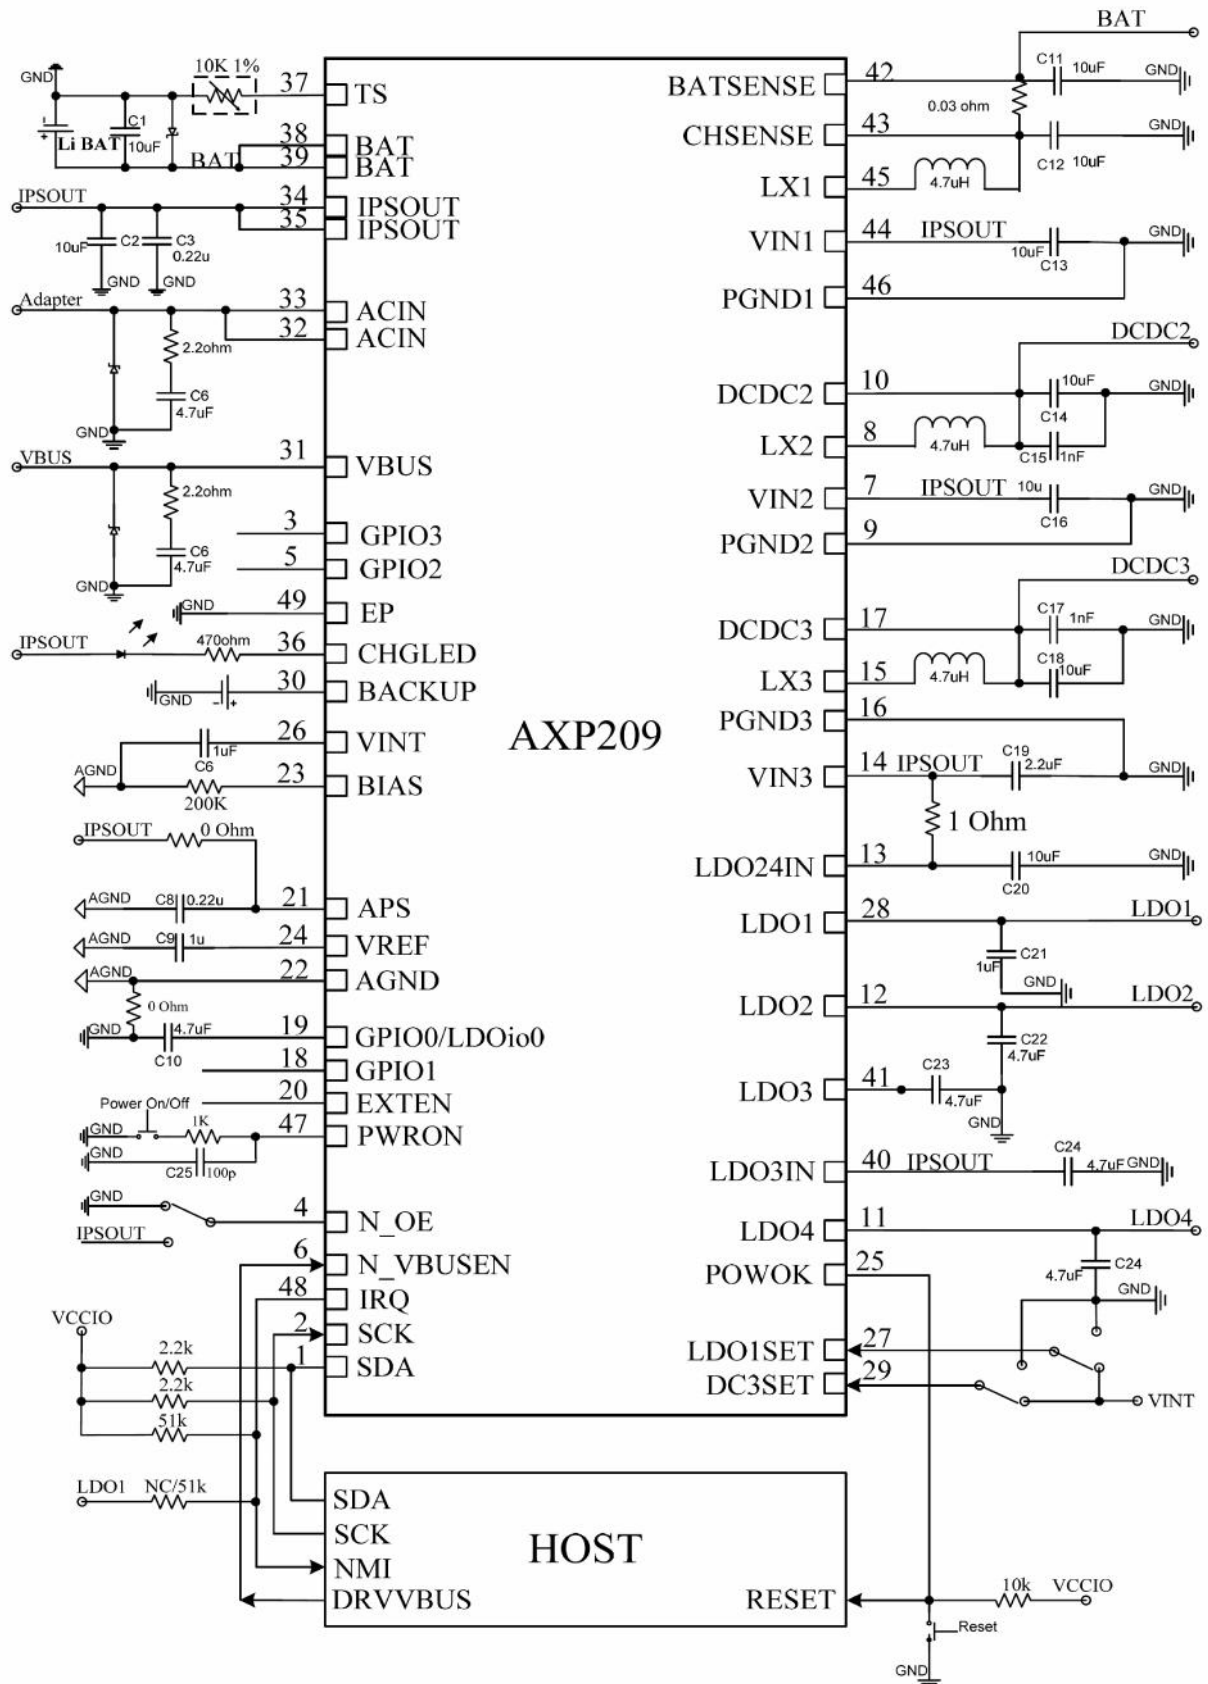 BAT
GND
10K 1%
37
TS
C1
10uF
Li BAT
BAT
38
BAT
39
BAT
IPSOUT
34
IPSOUT
35
IPSOUT
10uF
C2
C3
0.22u
GND
GND
Adapter
33
ACIN
32
ACIN
2.2ohm
C6
4.7uF
GND
VBUS
31
VBUS
2.2ohm
C6
4.7uF
GND
3
GPIO3
5
GPIO2
GND
49
EP
IPSOUT
470ohm
36
CHGLED
GND
30
BACKUP
26
VINT
1uF
C6
AGND
200K
23
BIAS
IPSOUT
0 Ohm
AGND
C8
0.22u
21
APS
AGND
C9
1u
24
VREF
AGND
22
AGND
0 Ohm
GND
4.7uF
C10
19
GPIO0/LDOio0
18
GPIO1
20
EXTEN
Power On/Off
GND
1K
47
PWRON
GND
C25
100p
GND
4
N_OE
IPSOUT
6
N_VBUSEN
48
IRQ
VCCIO
2
SCK
2.2k
1
SDA
2.2k
51k
LDO1
NC/51k
AXP209
BATSENSE
42
C11
10uF
GND
0.03 ohm
CHSENSE
43
C12
10uF
GND
LX1
45
4.7uH
VIN1
44
IPSOUT
10uF
C13
GND
PGND1
46
DCDC2
DCDC2
10
10uF
C14
GND
LX2
8
4.7uH
C15
1nF
VIN2
7
IPSOUT
10u
C16
GND
PGND2
9
DCDC3
DCDC3
17
C17
1nF
GND
LX3
15
4.7uH
C18
10uF
PGND3
16
VIN3
14
IPSOUT
C19
2.2uF
GND
1 Ohm
LDO24IN
13
10uF
C20
GND
LDO1
28
LDO1
C21
1uF
GND
LDO2
12
LDO2
C22
4.7uF
LDO3
41
C23
4.7uF
GND
LDO3IN
40
IPSOUT
C24
4.7uF
GND
LDO4
11
LDO4
C24
4.7uF
GND
POWOK
25
LDO1SET
27
DC3SET
29
VINT
HOST
SDA
SCK
NMI
DRVVBUS
RESET
10k
VCCIO
Reset
GND